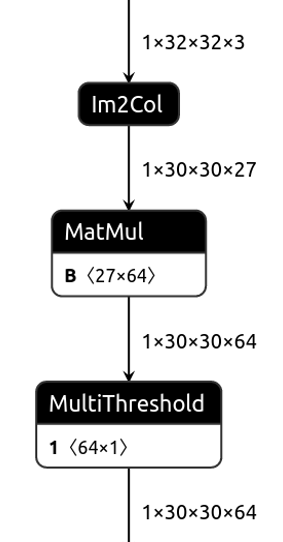 1×32×32×3
Im2Col
1×30×30×27
MatMul
B 〈27×64〉
1×30×30×64
MultiThreshold
1 〈64×1〉
1×30×30×64